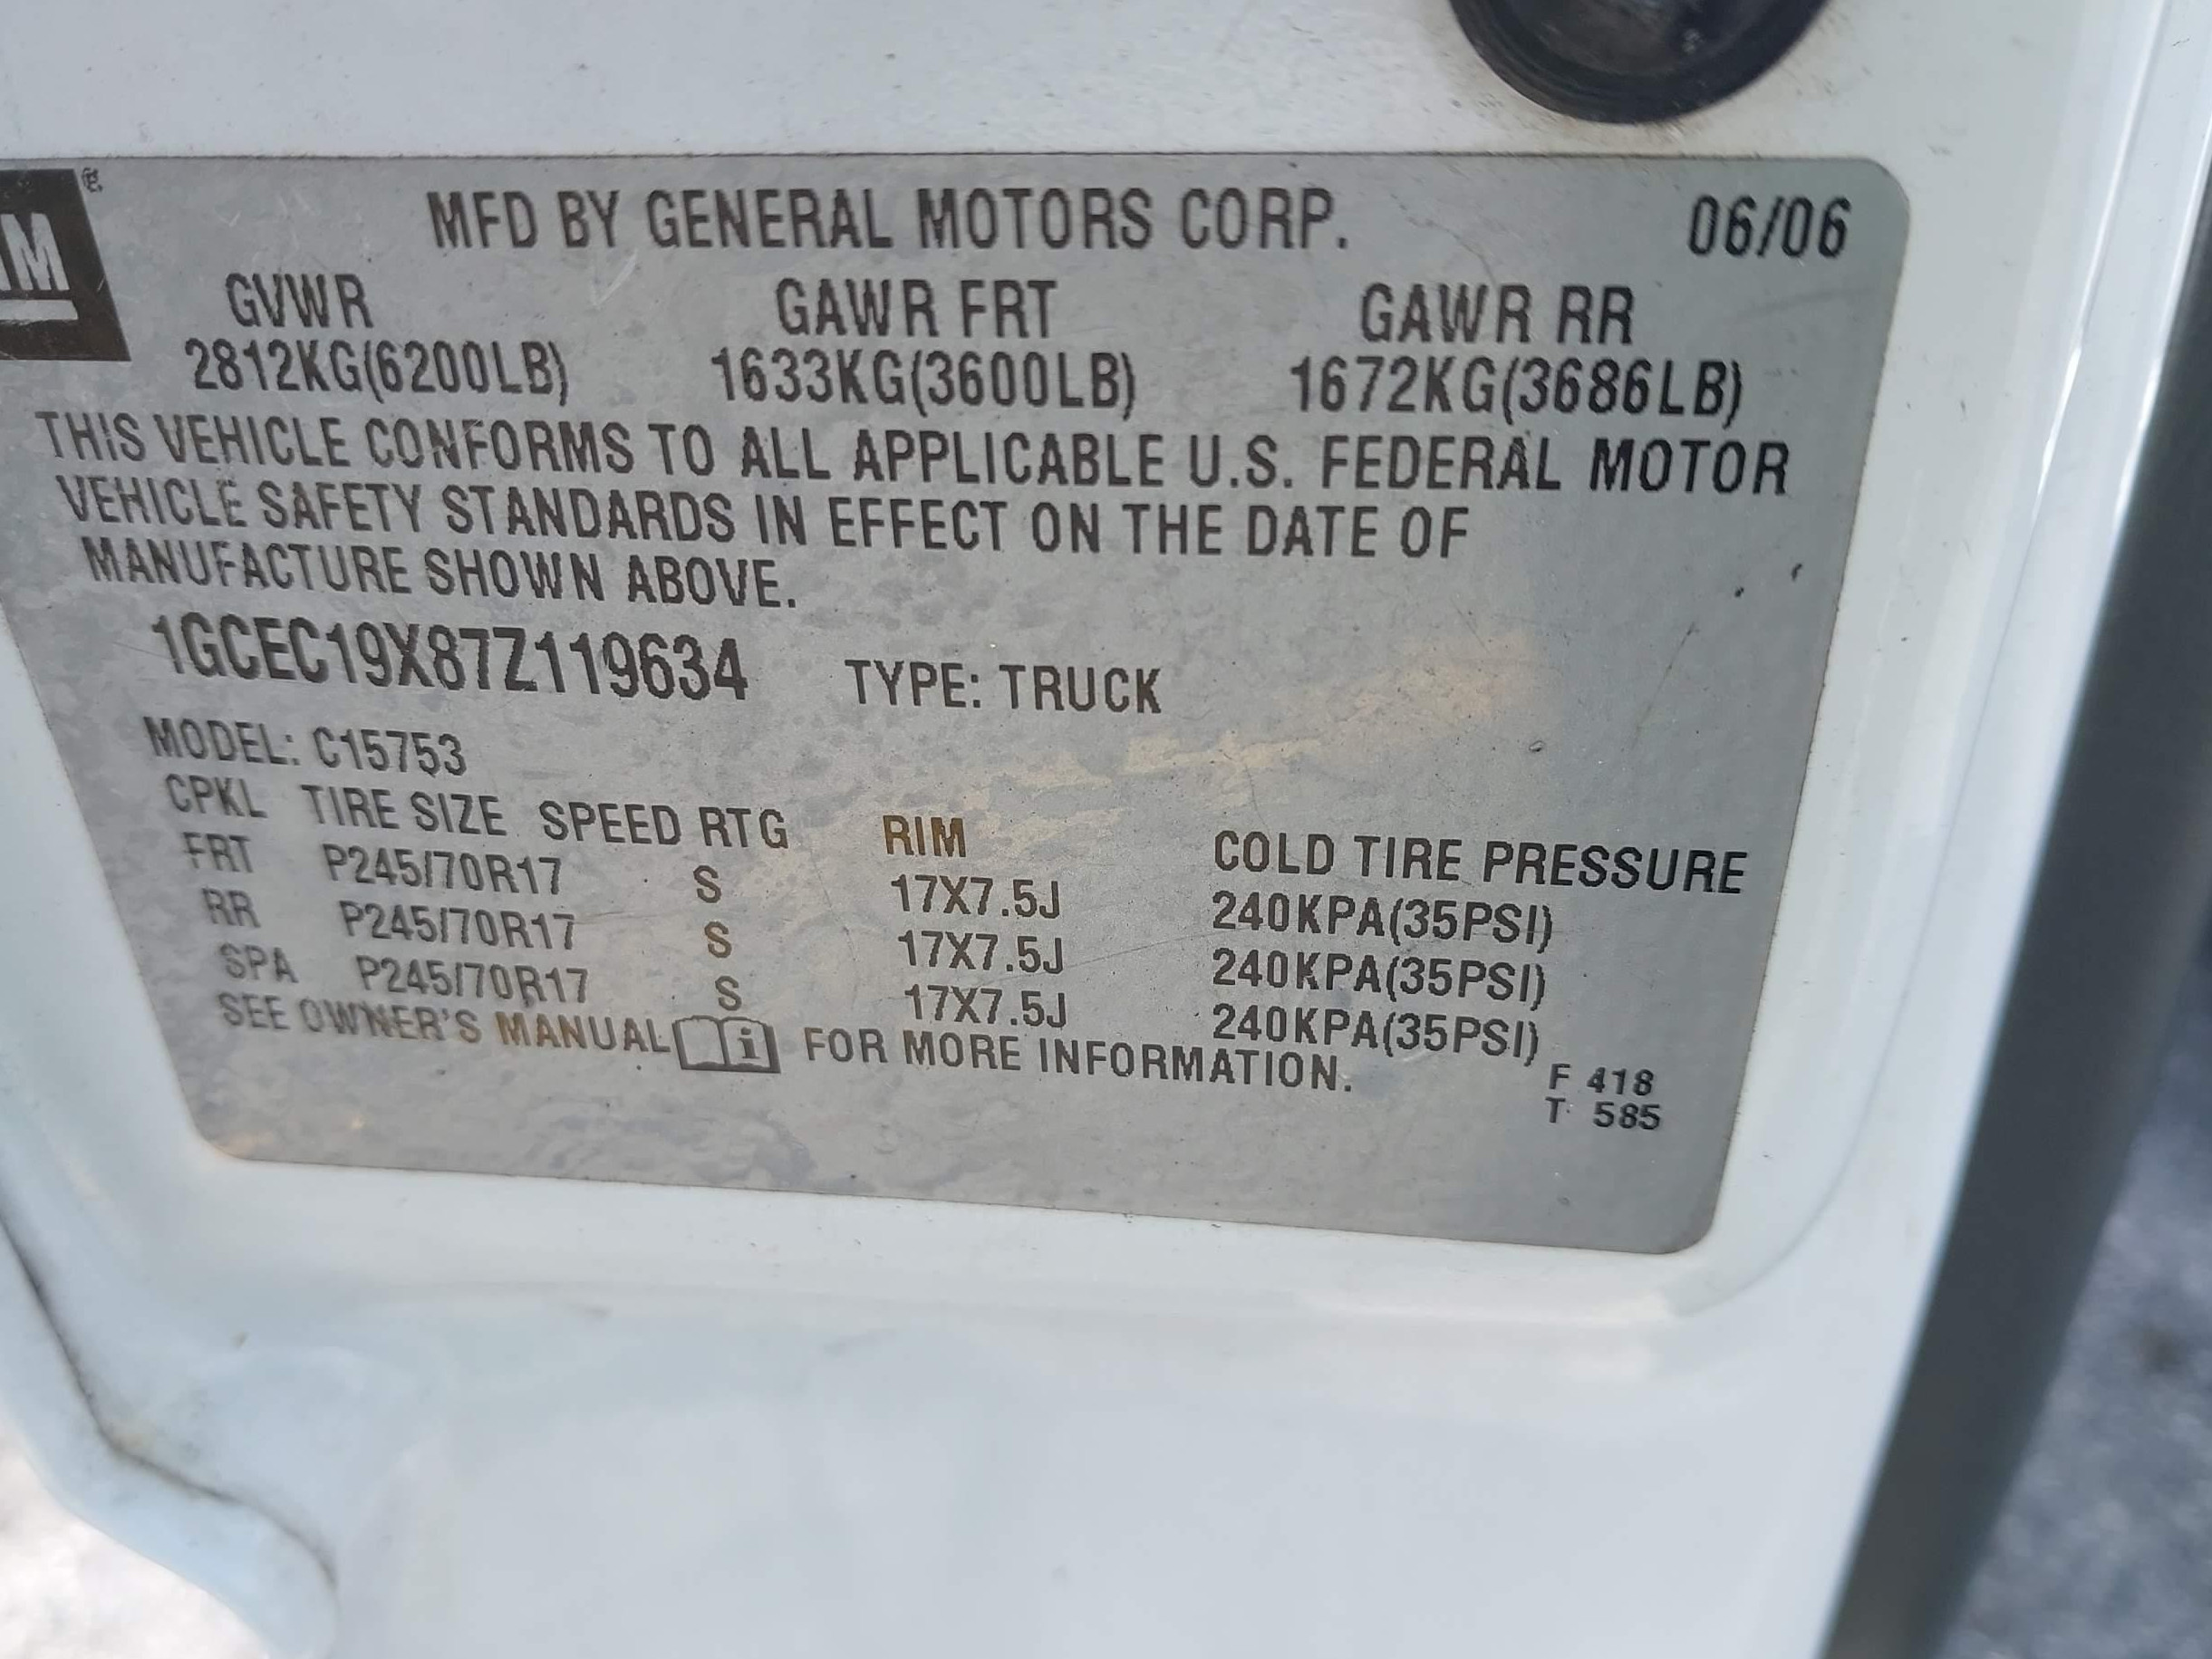 M ®
MFD BY GENERAL MOTORS CORP. 06/06
GVWR GAWR FRT GAWR RR
2812KG(6200LB) 1633KG(3600LB) 1672KG(3686LB)
THIS VEHICLE CONFORMS TO ALL APPLICABLE U.S. FEDERAL MOTOR
VEHICLE SAFETY STANDARDS IN EFFECT ON THE DATE OF
MANUFACTURE SHOWN ABOVE.
1GCEC19X87Z119634 TYPE: TRUCK
MODEL: C15753
CPKL TIRE SIZE SPEED RTG RIM COLD TIRE PRESSURE
FRT P245/70R17 S 17X7.5J 240KPA(35PSI)
RR P245/70R17 S 17X7.5J 240KPA(35PSI)
SPA P245/70R17 S 17X7.5J 240KPA(35PSI)
SEE OWNER'S MANUAL i FOR MORE INFORMATION.
F 418
T 585